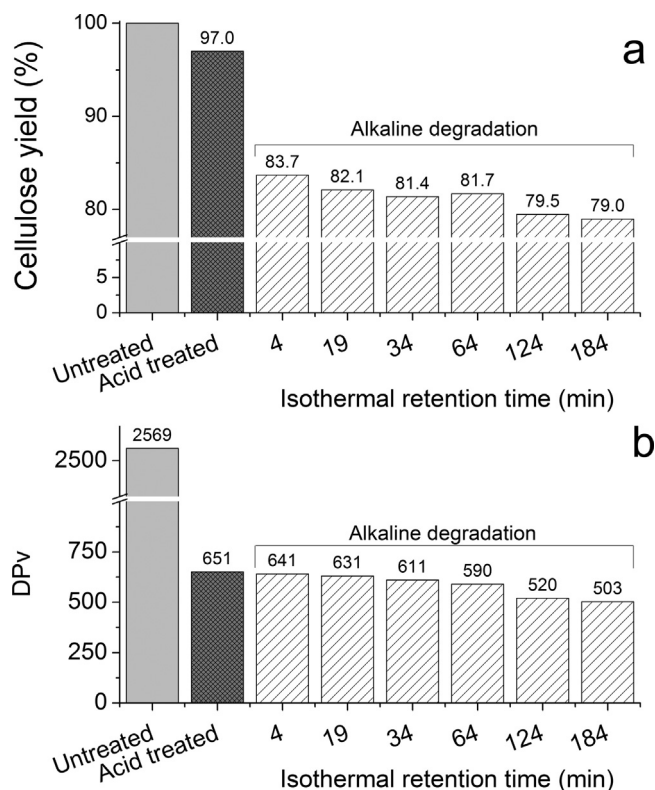 a
Cellulose yield (%)
100
90
80
5
0
97.0
Alkaline degradation
83.7 82.1 81.4 81.7 79.5 79.0
Untreated Acid treated 4 19 34 64 124 184
Isothermal retention time (min)
b
DPv
2500
750
500
250
0
2569
651
Alkaline degradation
641 631 611 590 520 503
Untreated Acid treated 4 19 34 64 124 184
Isothermal retention time (min)